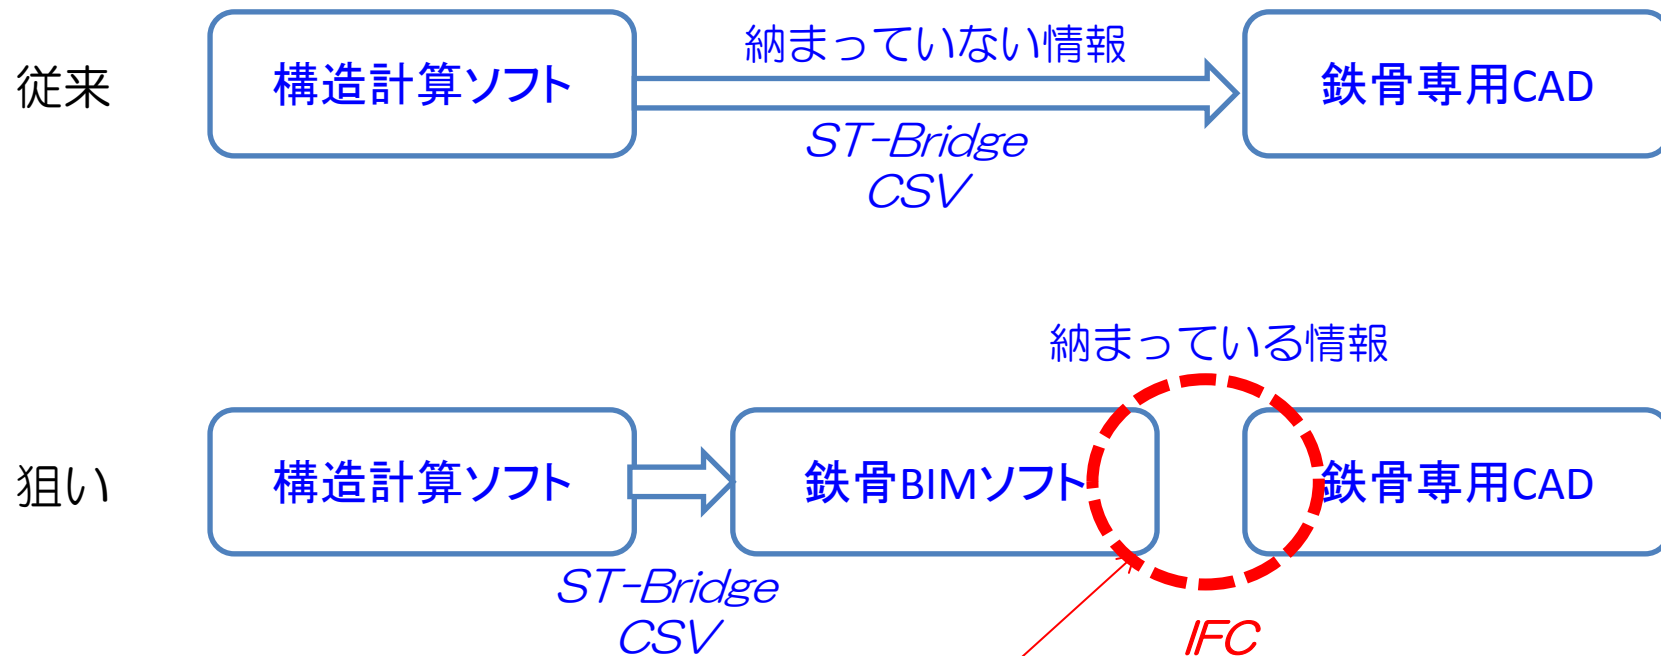 従来
構造計算ソフト
納まっていない情報
ST-Bridge
CSV
鉄骨専用CAD
納まっている情報
狙い
構造計算ソフト
鉄骨BIMソフト
鉄骨専用CAD
ST-Bridge
CSV
IFC